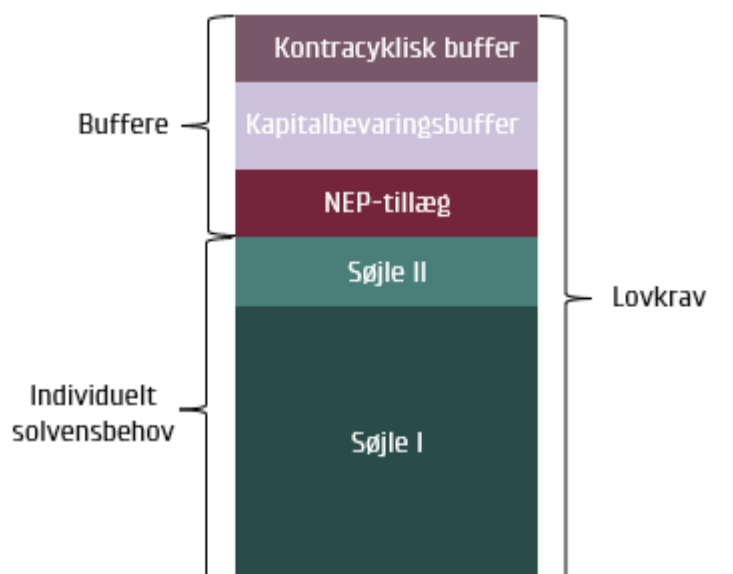 Kontracyklisk buffer
Buffere
Kapitalbevaringsbuffer
NEP-tillæg
Søjle II
Lovkrav
Individuelt
solvensbehov
Søjle I